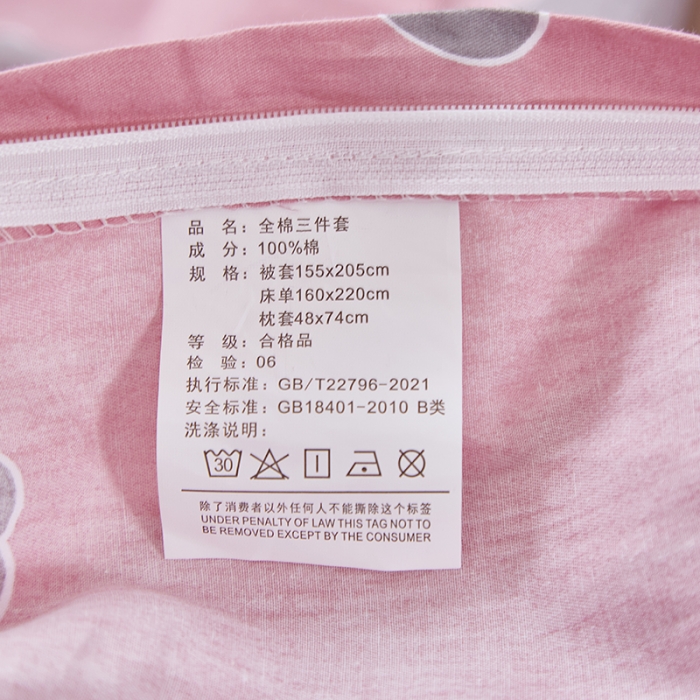 品 名：全棉三件套
成 分：100%棉
规 格：被套155x205cm
床单160x220cm
枕套48x74cm
等 级：合格品
检 验：06
执行标准：GB/T22796-2021
安全标准：GB18401-2010 B类
洗涤说明：
30
除了消费者以外任何人不能撕除这个标签
UNDER PENALTY OF LAW THIS TAG NOT TO
BE REMOVED EXCEPT BY THE CONSUMER